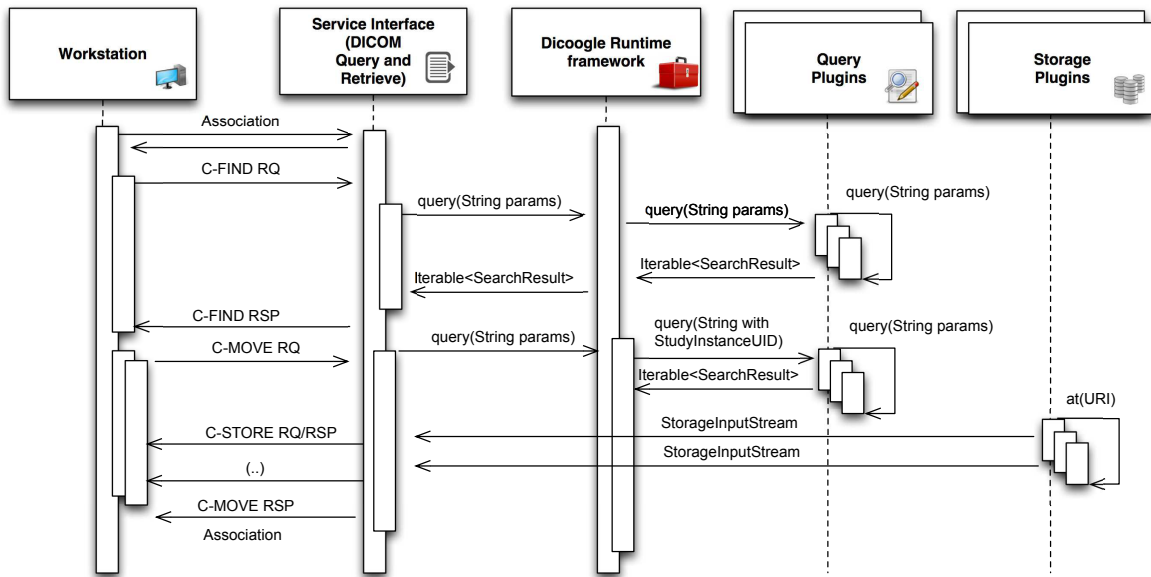 Workstation
Service Interface
(DICOM
Query and
Retrieve)
Dicoogle Runtime
framework
Query
Plugins
Storage
Plugins
Association
C-FIND RQ
query(String params)
query(String params)
query(String params)
Iterable<SearchResult>
Iterable<SearchResult>
C-FIND RSP
C-MOVE RQ
query(String params)
query(String with
StudyInstanceUID)
query(String params)
Iterable<SearchResult>
at(URI)
C-STORE RQ/RSP
StorageInputStream
(..)
StorageInputStream
C-MOVE RSP
Association